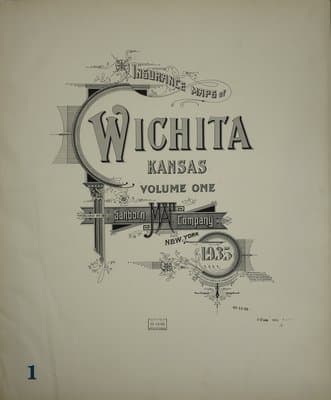 INSURANCE MAPS OF
WICHITA
KANSAS
VOLUME ONE
SANBORN MAP COMPANY
NEW YORK
1935
1